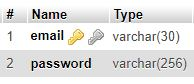 # Name Type
1 email varchar(30)
2 password varchar(256)